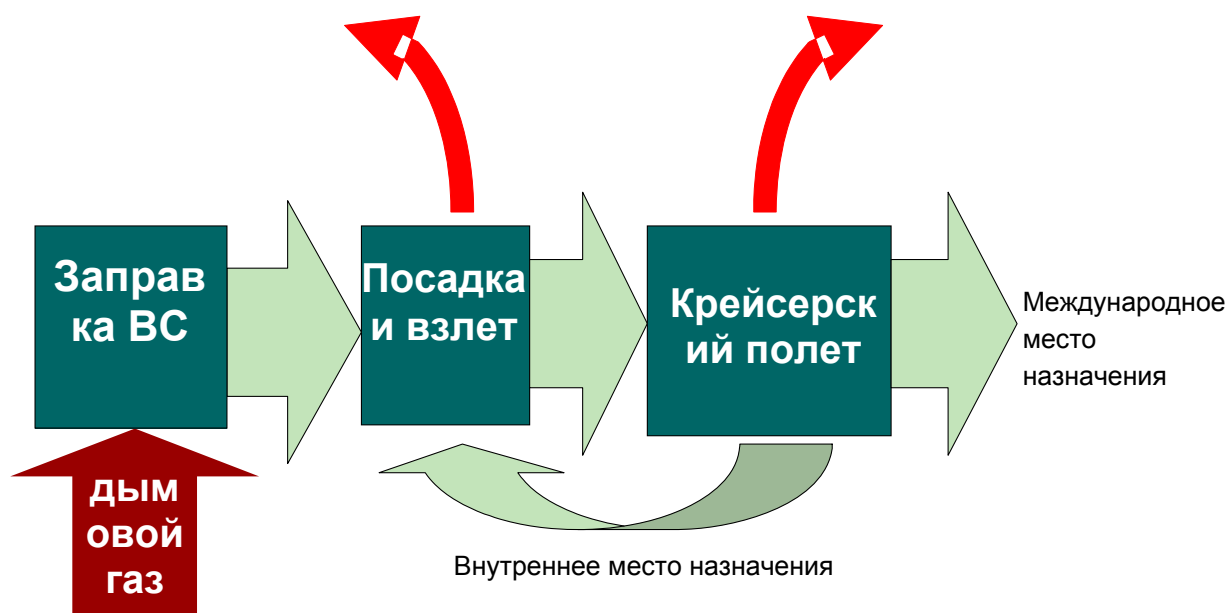 Заправ
ка ВС
Посадка
и взлет
Крейсерск
ий полет
Международное
место
назначения
дым
овой
газ
Внутреннее место назначения